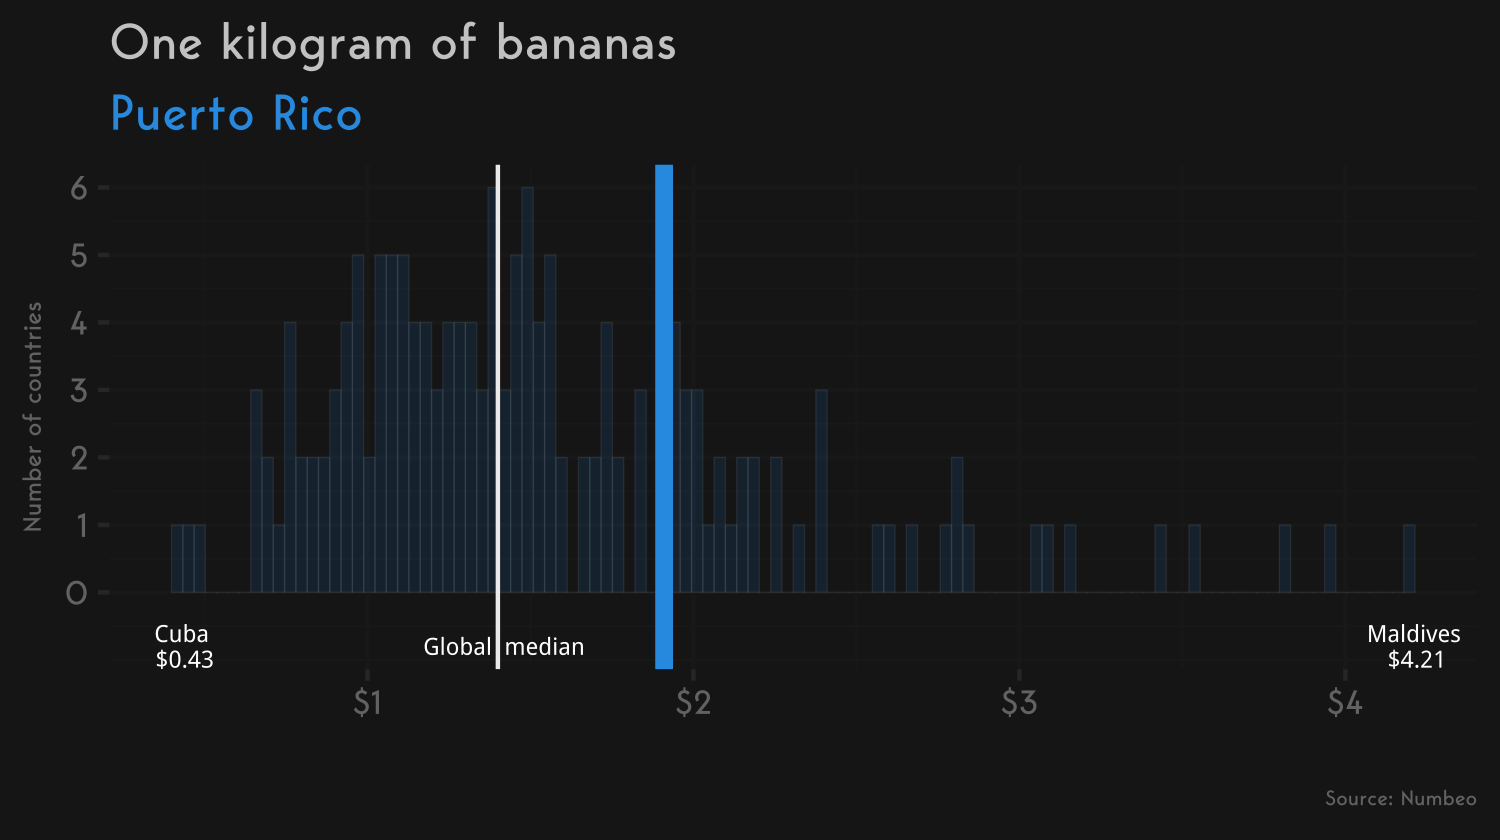 One kilogram of bananas
Puerto Rico
Number of countries
6
5
4
3
2
1
0
Cuba
$0.43
Global median
Maldives
$4.21
$1
$2
$3
$4
Source: Numbeo